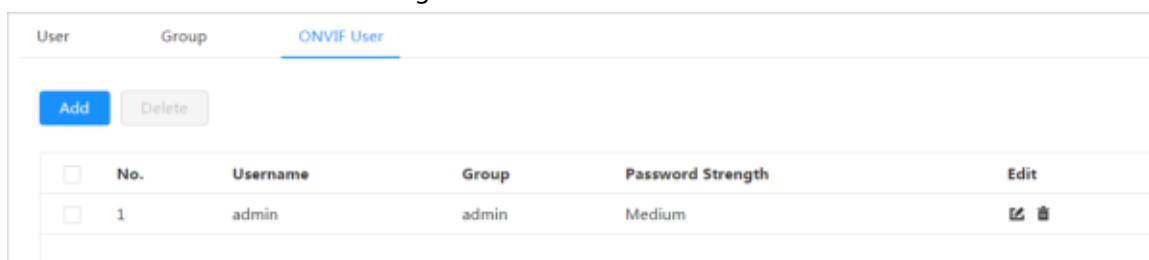 User Group ONVIF User
Add Delete
No. Username Group Password Strength Edit
1 admin admin Medium